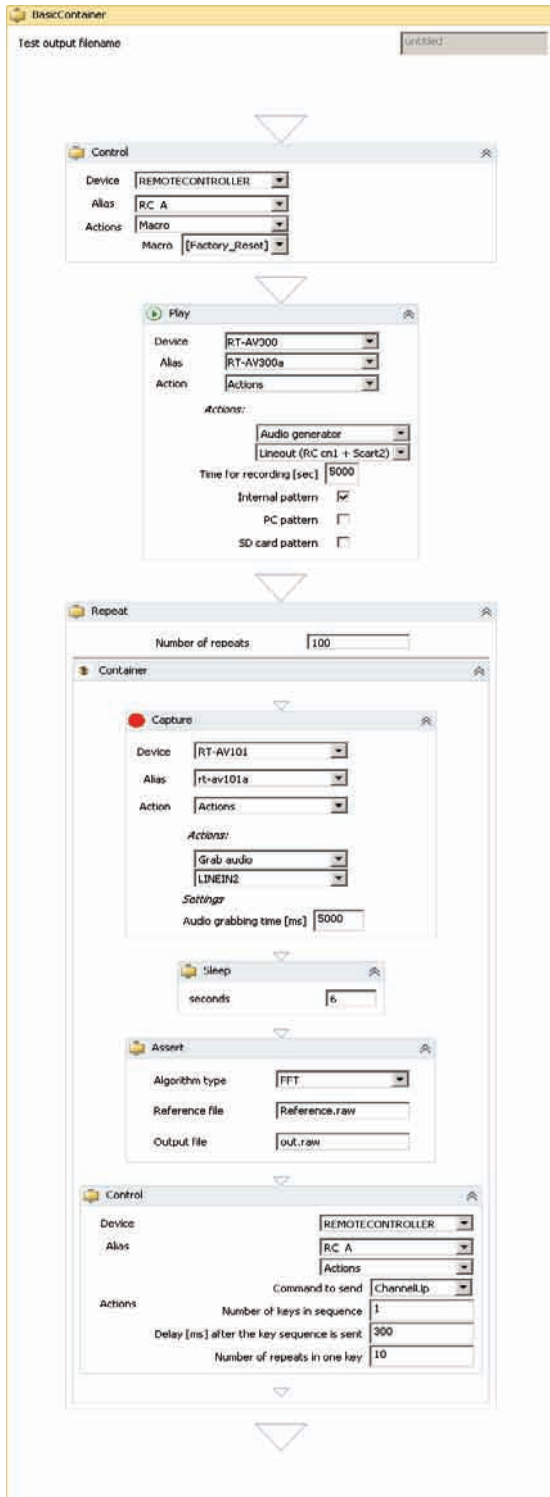 BasicContainer
Test output filename untitled
Control
Device REMOTECONTROLLER
Alias RC A
Actions Macro
Macro [Factory_Reset]
Play
Device RT-AV300
Alias RT-AV300a
Action Actions
Actions:
Audio generator
Lineout (RC cn1 + Scart2)
Time for recording [sec] 5000
Internal pattern
PC pattern
SD card pattern
Repeat
Number of repeats 100
Container
Capture
Device RT-AV101
Alias rt-av101a
Action Actions
Actions:
Grab audio
LINEIN2
Settings
Audio grabbing time [ms] 5000
Sleep
seconds 6
Assert
Algorithm type FFT
Reference file Reference.raw
Output file out.raw
Control
Device REMOTECONTROLLER
Alias RC A
Actions
Command to send ChannelUp
Actions
Number of keys in sequence 1
Delay [ms] after the key sequence is sent 300
Number of repeats in one key 10